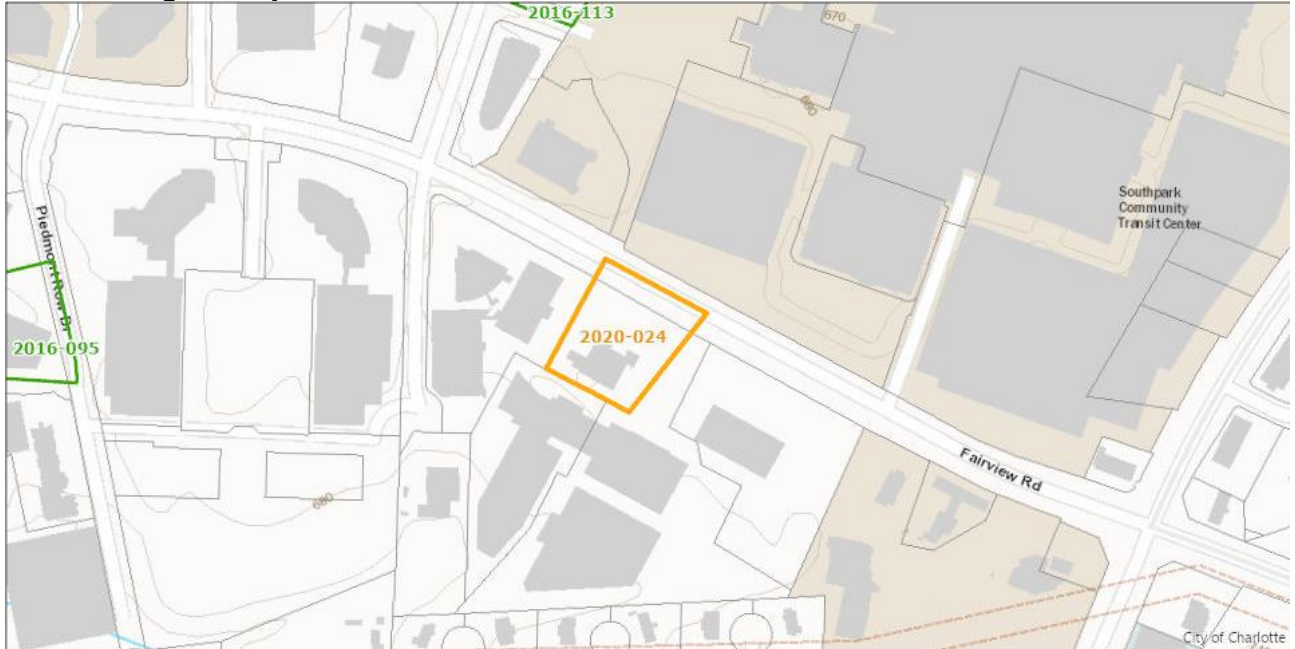 2016-113
670
680
Southpark
Community
Transit Center
Piedmont Row Dr
2020-024
2016-095
Fairview Rd
680
City of Charlotte